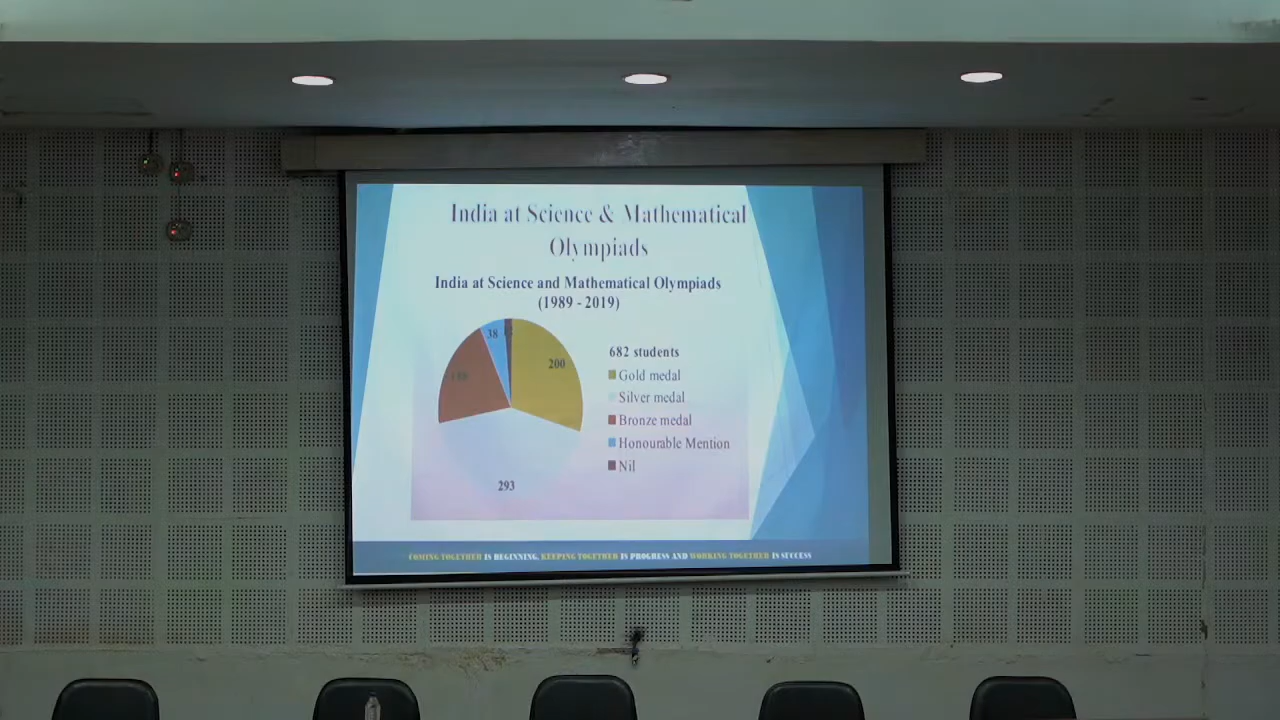 India at Science & Mathematical
Olympiads
India at Science and Mathematical Olympiads
(1989 - 2019)
38
200
293
682 students
Gold medal
Silver medal
Bronze medal
Honourable Mention
Nil
COMING TOGETHER IS BEGINNING, KEEPING TOGETHER IS PROGRESS AND WORKING TOGETHER IS SUCCESS